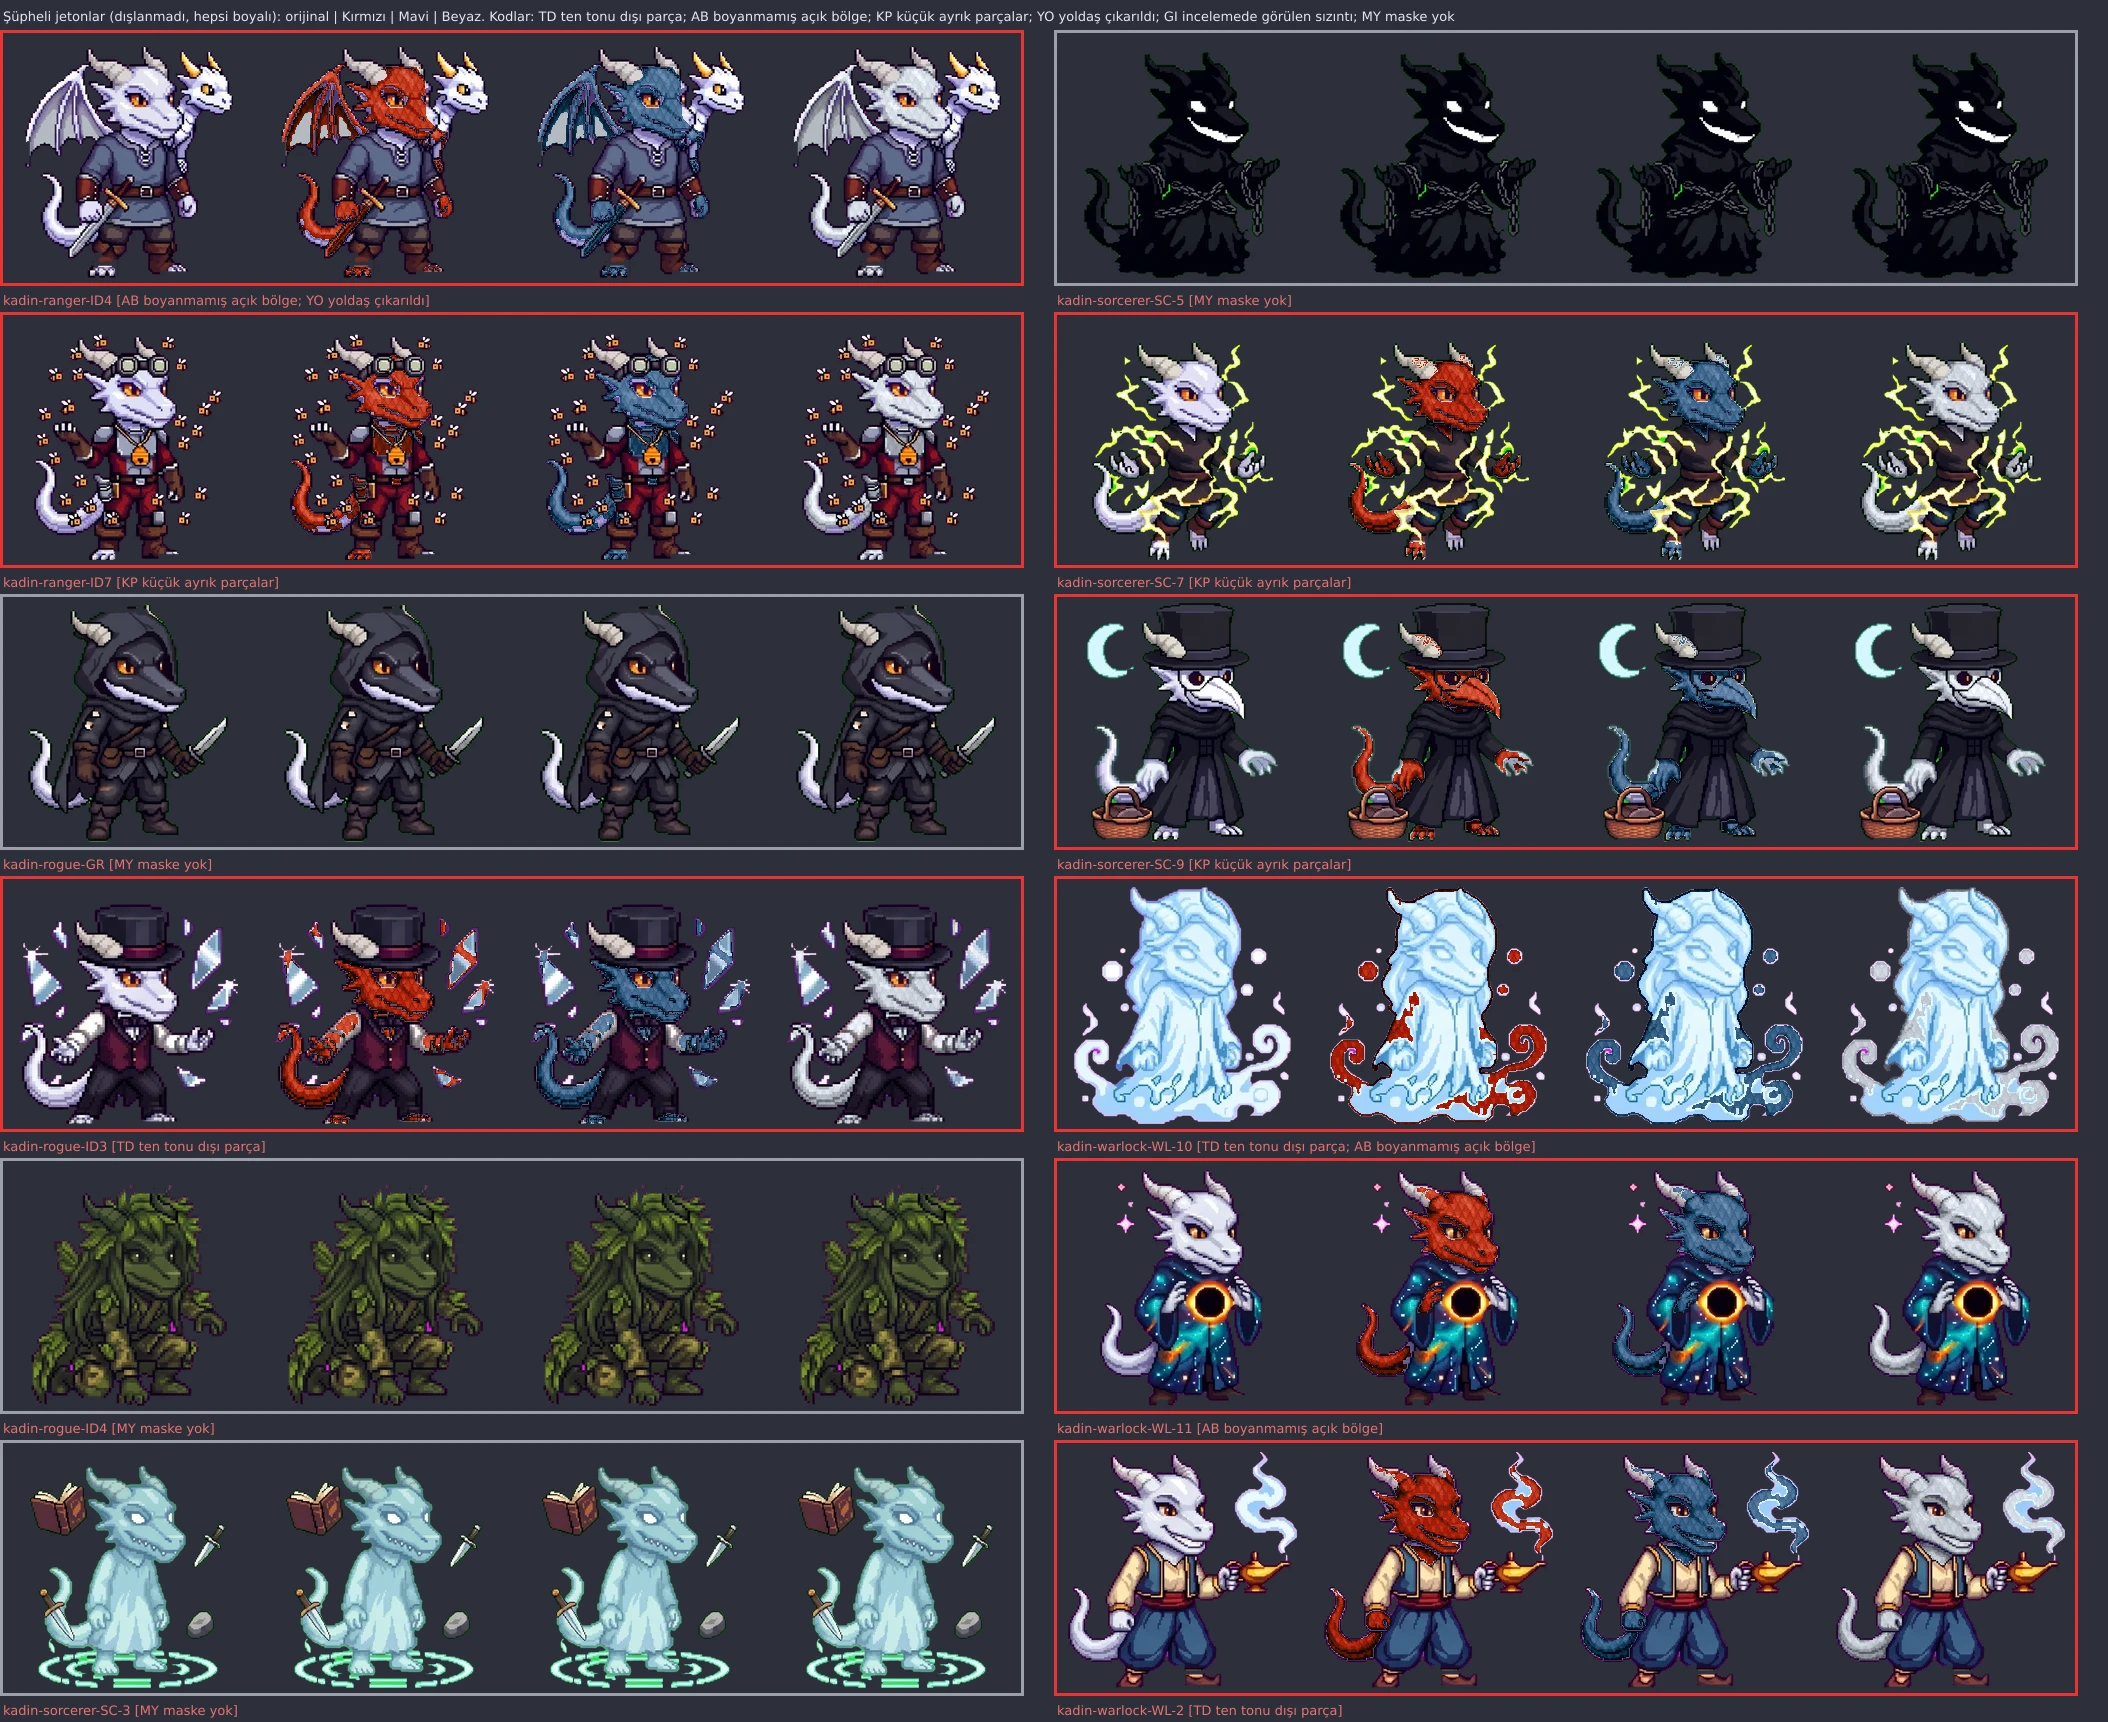 Şüpheli jetonlar (dışlanmadı, hepsi boyalı): orijinal | Kırmızı | Mavi | Beyaz. Kodlar: TD ten tonu dışı parça; AB boyanmamış açık bölge; KP küçük ayrık parçalar; YO yoldaş çıkarıldı; GI incelemede görülen sızıntı; MY maske yok
kadin-ranger-ID4 [AB boyanmamış açık bölge; YO yoldaş çıkarıldı]
kadin-sorcerer-SC-5 [MY maske yok]
kadin-ranger-ID7 [KP küçük ayrık parçalar]
kadin-sorcerer-SC-7 [KP küçük ayrık parçalar]
kadin-rogue-GR [MY maske yok]
kadin-sorcerer-SC-9 [KP küçük ayrık parçalar]
kadin-rogue-ID3 [TD ten tonu dışı parça]
kadin-warlock-WL-10 [TD ten tonu dışı parça; AB boyanmamış açık bölge]
kadin-rogue-ID4 [MY maske yok]
kadin-warlock-WL-11 [AB boyanmamış açık bölge]
kadin-sorcerer-SC-3 [MY maske yok]
kadin-warlock-WL-2 [TD ten tonu dışı parça]